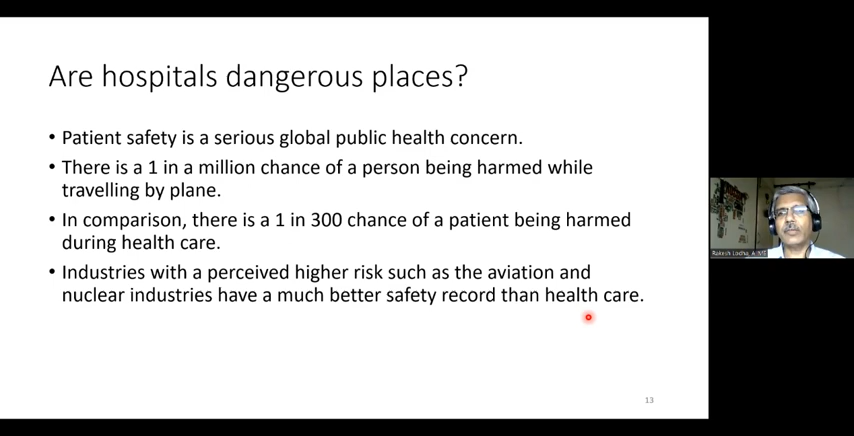 Are hospitals dangerous places?
• Patient safety is a serious global public health concern.
• There is a 1 in a million chance of a person being harmed while
travelling by plane.
• In comparison, there is a 1 in 300 chance of a patient being harmed
during health care.
• Industries with a perceived higher risk such as the aviation and
nuclear industries have a much better safety record than health care.
13
Rakesh Lodha,